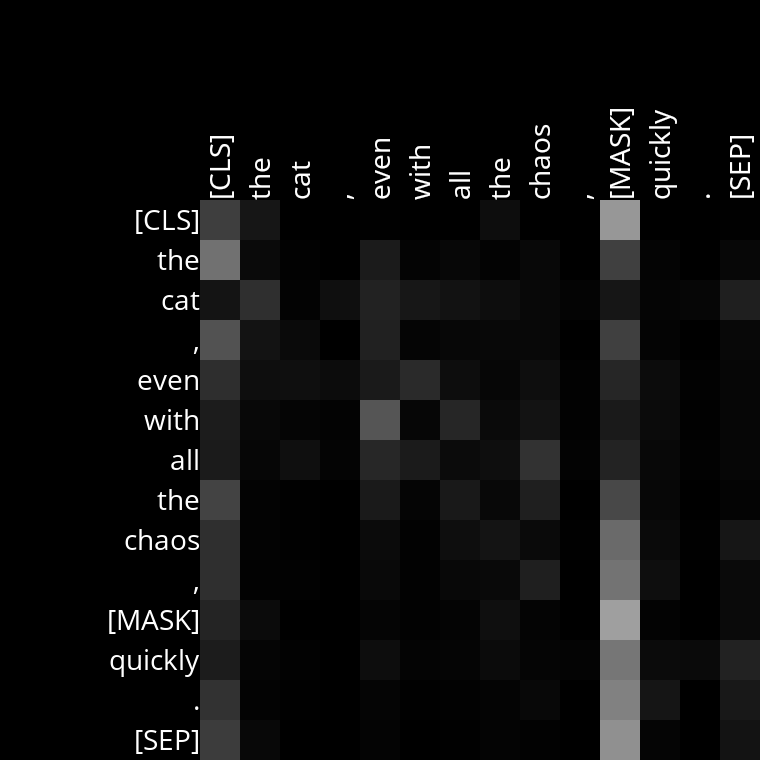 [CLS] the cat , even with all the chaos , [MASK] quickly . [SEP]
[CLS]
the
cat
,
even
with
all
the
chaos
,
[MASK]
quickly
.
[SEP]